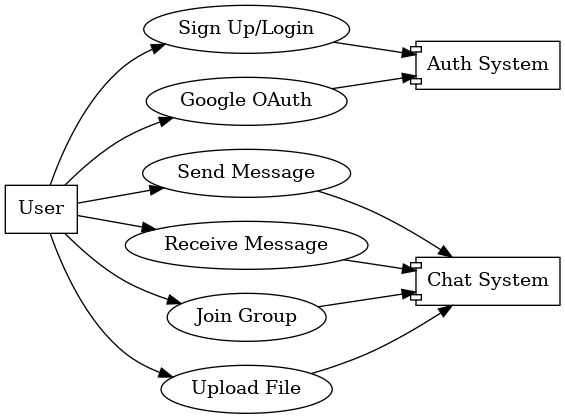 Sign Up/Login
Auth System
Google OAuth
Send Message
User
Receive Message
Chat System
Join Group
Upload File